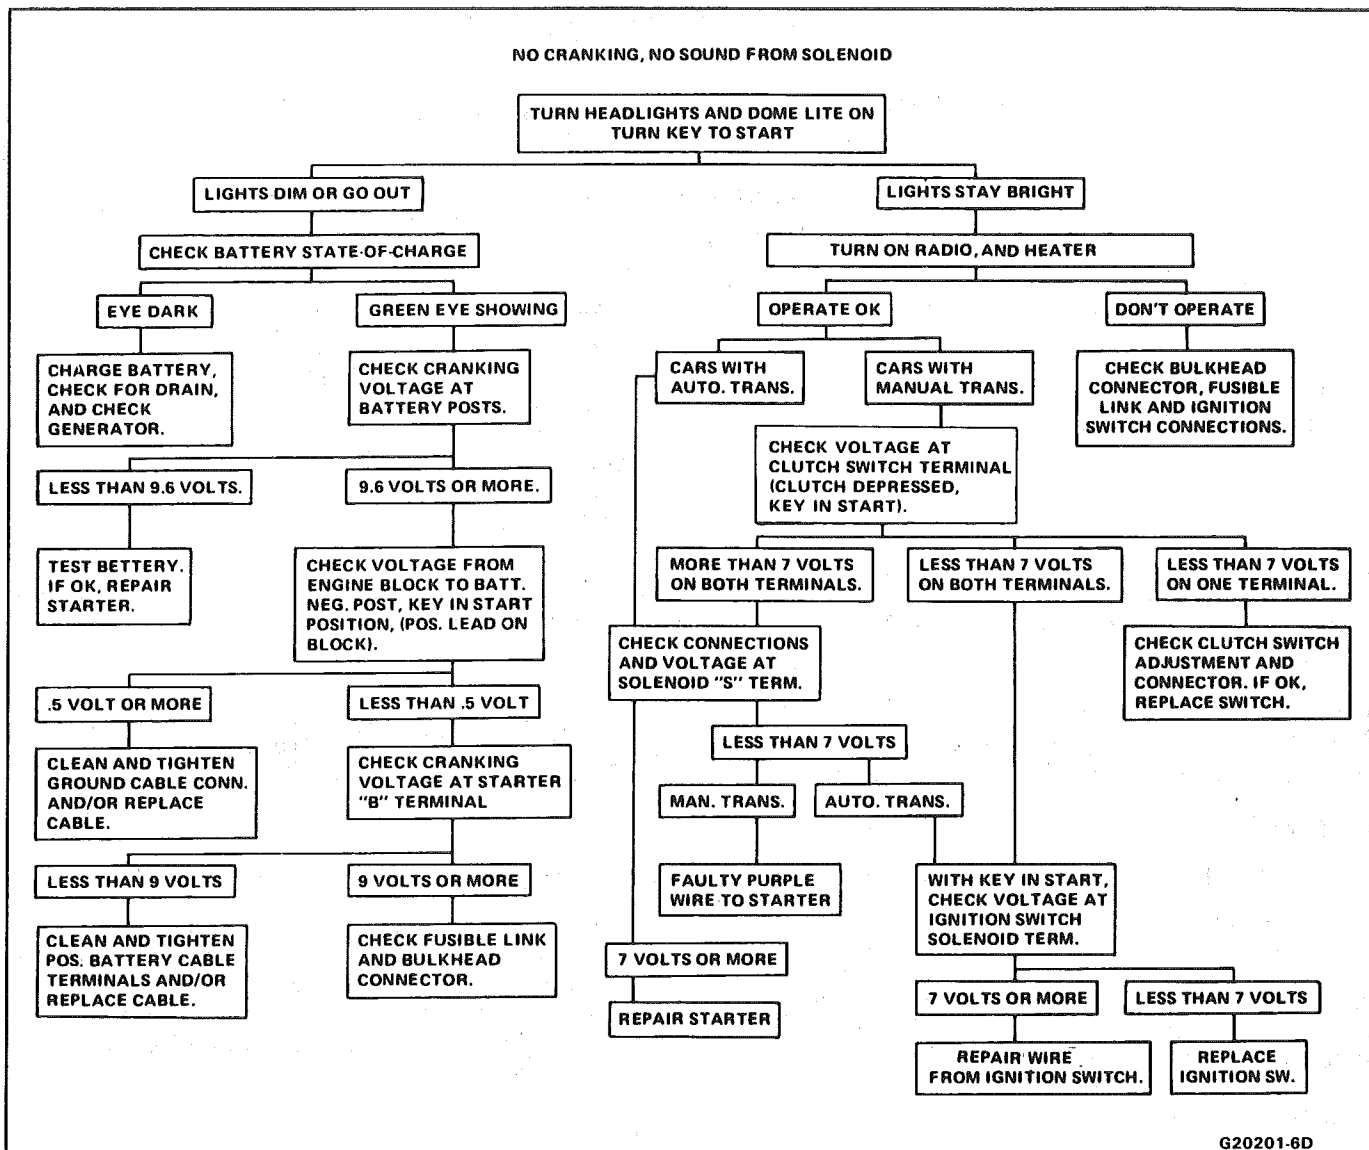 NO CRANKING, NO SOUND FROM SOLENOID
TURN HEADLIGHTS AND DOME LITE ON
TURN KEY TO START
LIGHTS DIM OR GO OUT
LIGHTS STAY BRIGHT
CHECK BATTERY STATE-OF-CHARGE
TURN ON RADIO, AND HEATER
EYE DARK
GREEN EYE SHOWING
OPERATE OK
DON'T OPERATE
CHARGE BATTERY,
CHECK FOR DRAIN,
AND CHECK
GENERATOR.
CHECK CRANKING
VOLTAGE AT
BATTERY POSTS.
CARS WITH
AUTO. TRANS.
CARS WITH
MANUAL TRANS.
CHECK BULKHEAD
CONNECTOR, FUSIBLE
LINK AND IGNITION
SWITCH CONNECTIONS.
CHECK VOLTAGE AT
CLUTCH SWITCH TERMINAL
(CLUTCH DEPRESSED,
KEY IN START).
LESS THAN 9.6 VOLTS.
9.6 VOLTS OR MORE.
TEST BETTERY.
IF OK, REPAIR
STARTER.
CHECK VOLTAGE FROM
ENGINE BLOCK TO BATT.
NEG. POST, KEY IN START
POSITION, (POS. LEAD ON
BLOCK).
MORE THAN 7 VOLTS
ON BOTH TERMINALS.
LESS THAN 7 VOLTS
ON BOTH TERMINALS.
LESS THAN 7 VOLTS
ON ONE TERMINAL.
CHECK CONNECTIONS
AND VOLTAGE AT
SOLENOID "S" TERM.
CHECK CLUTCH SWITCH
ADJUSTMENT AND
CONNECTOR. IF OK,
REPLACE SWITCH.
.5 VOLT OR MORE
LESS THAN .5 VOLT
LESS THAN 7 VOLTS
CLEAN AND TIGHTEN
GROUND CABLE CONN.
AND/OR REPLACE
CABLE.
CHECK CRANKING
VOLTAGE AT STARTER
"B" TERMINAL
MAN. TRANS.
AUTO. TRANS.
LESS THAN 9 VOLTS
9 VOLTS OR MORE
FAULTY PURPLE
WIRE TO STARTER
WITH KEY IN START,
CHECK VOLTAGE AT
IGNITION SWITCH
SOLENOID TERM.
CLEAN AND TIGHTEN
POS. BATTERY CABLE
TERMINALS AND/OR
REPLACE CABLE.
CHECK FUSIBLE LINK
AND BULKHEAD
CONNECTOR.
7 VOLTS OR MORE
REPAIR STARTER
7 VOLTS OR MORE
LESS THAN 7 VOLTS
REPAIR WIRE
FROM IGNITION SWITCH.
REPLACE
IGNITION SW.
G20201-6D